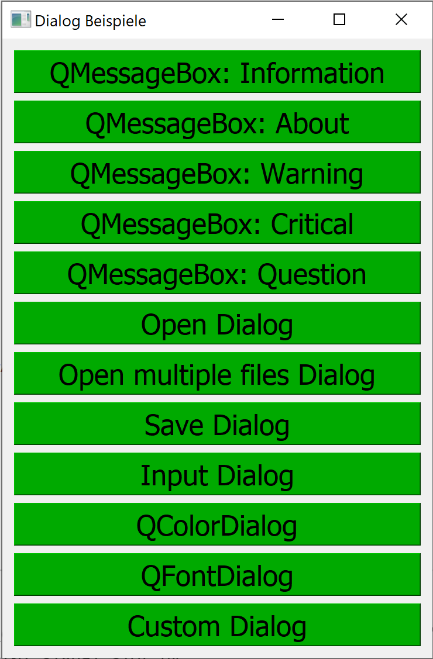 Dialog Beispiele
QMessageBox: Information
QMessageBox: About
QMessageBox: Warning
QMessageBox: Critical
QMessageBox: Question
Open Dialog
Open multiple files Dialog
Save Dialog
Input Dialog
QColorDialog
QFontDialog
Custom Dialog